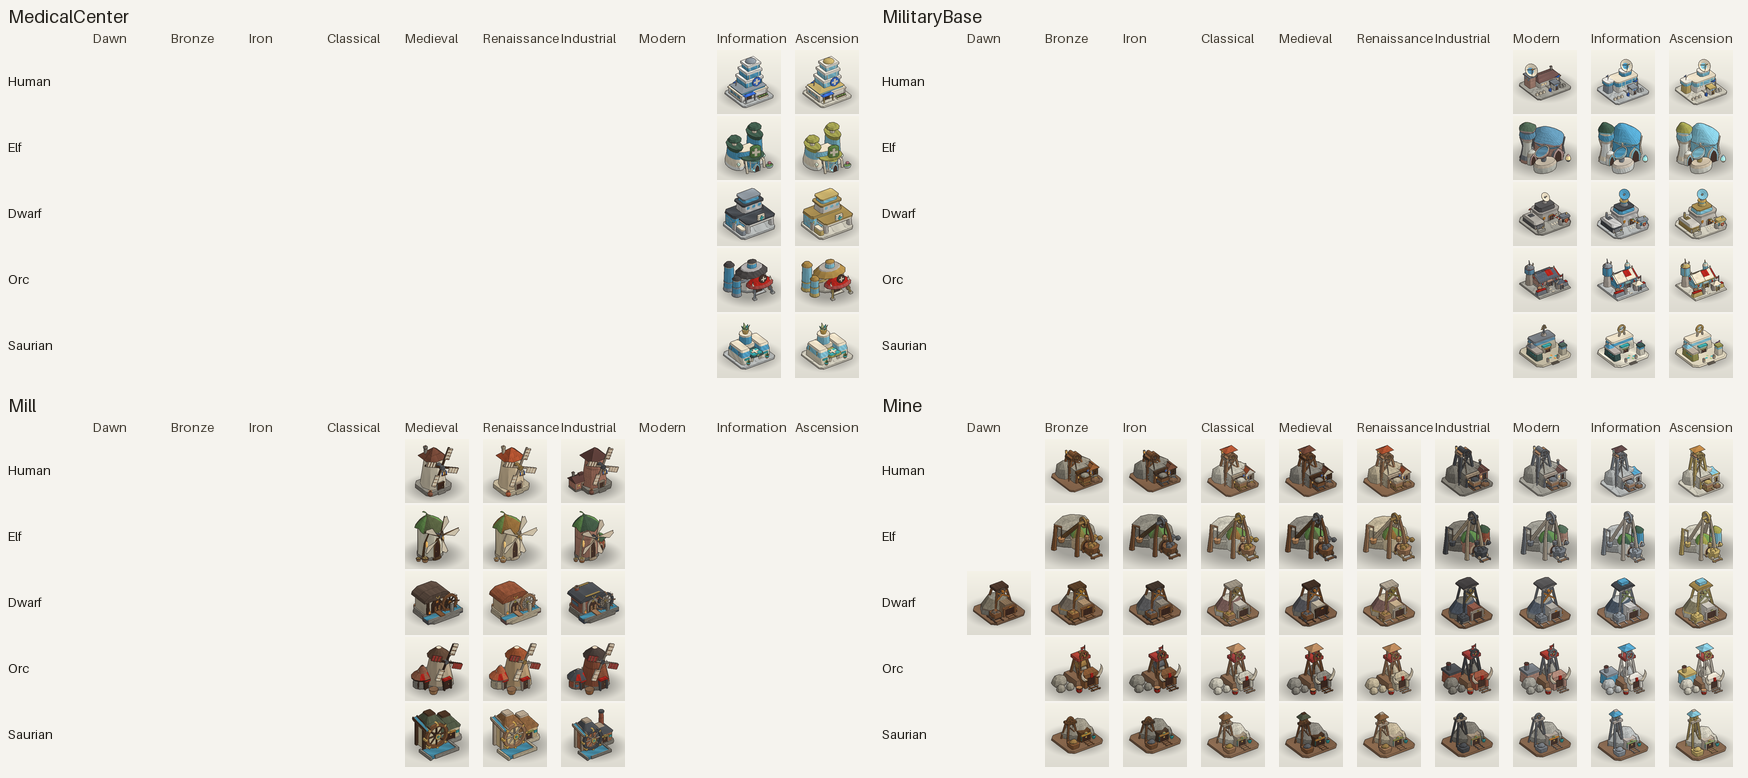 MedicalCenter
Dawn Bronze Iron Classical Medieval Renaissance Industrial Modern Information Ascension
Human
Elf
Dwarf
Orc
Saurian
MilitaryBase
Dawn Bronze Iron Classical Medieval Renaissance Industrial Modern Information Ascension
Human
Elf
Dwarf
Orc
Saurian
Mill
Dawn Bronze Iron Classical Medieval Renaissance Industrial Modern Information Ascension
Human
Elf
Dwarf
Orc
Saurian
Mine
Dawn Bronze Iron Classical Medieval Renaissance Industrial Modern Information Ascension
Human
Elf
Dwarf
Orc
Saurian